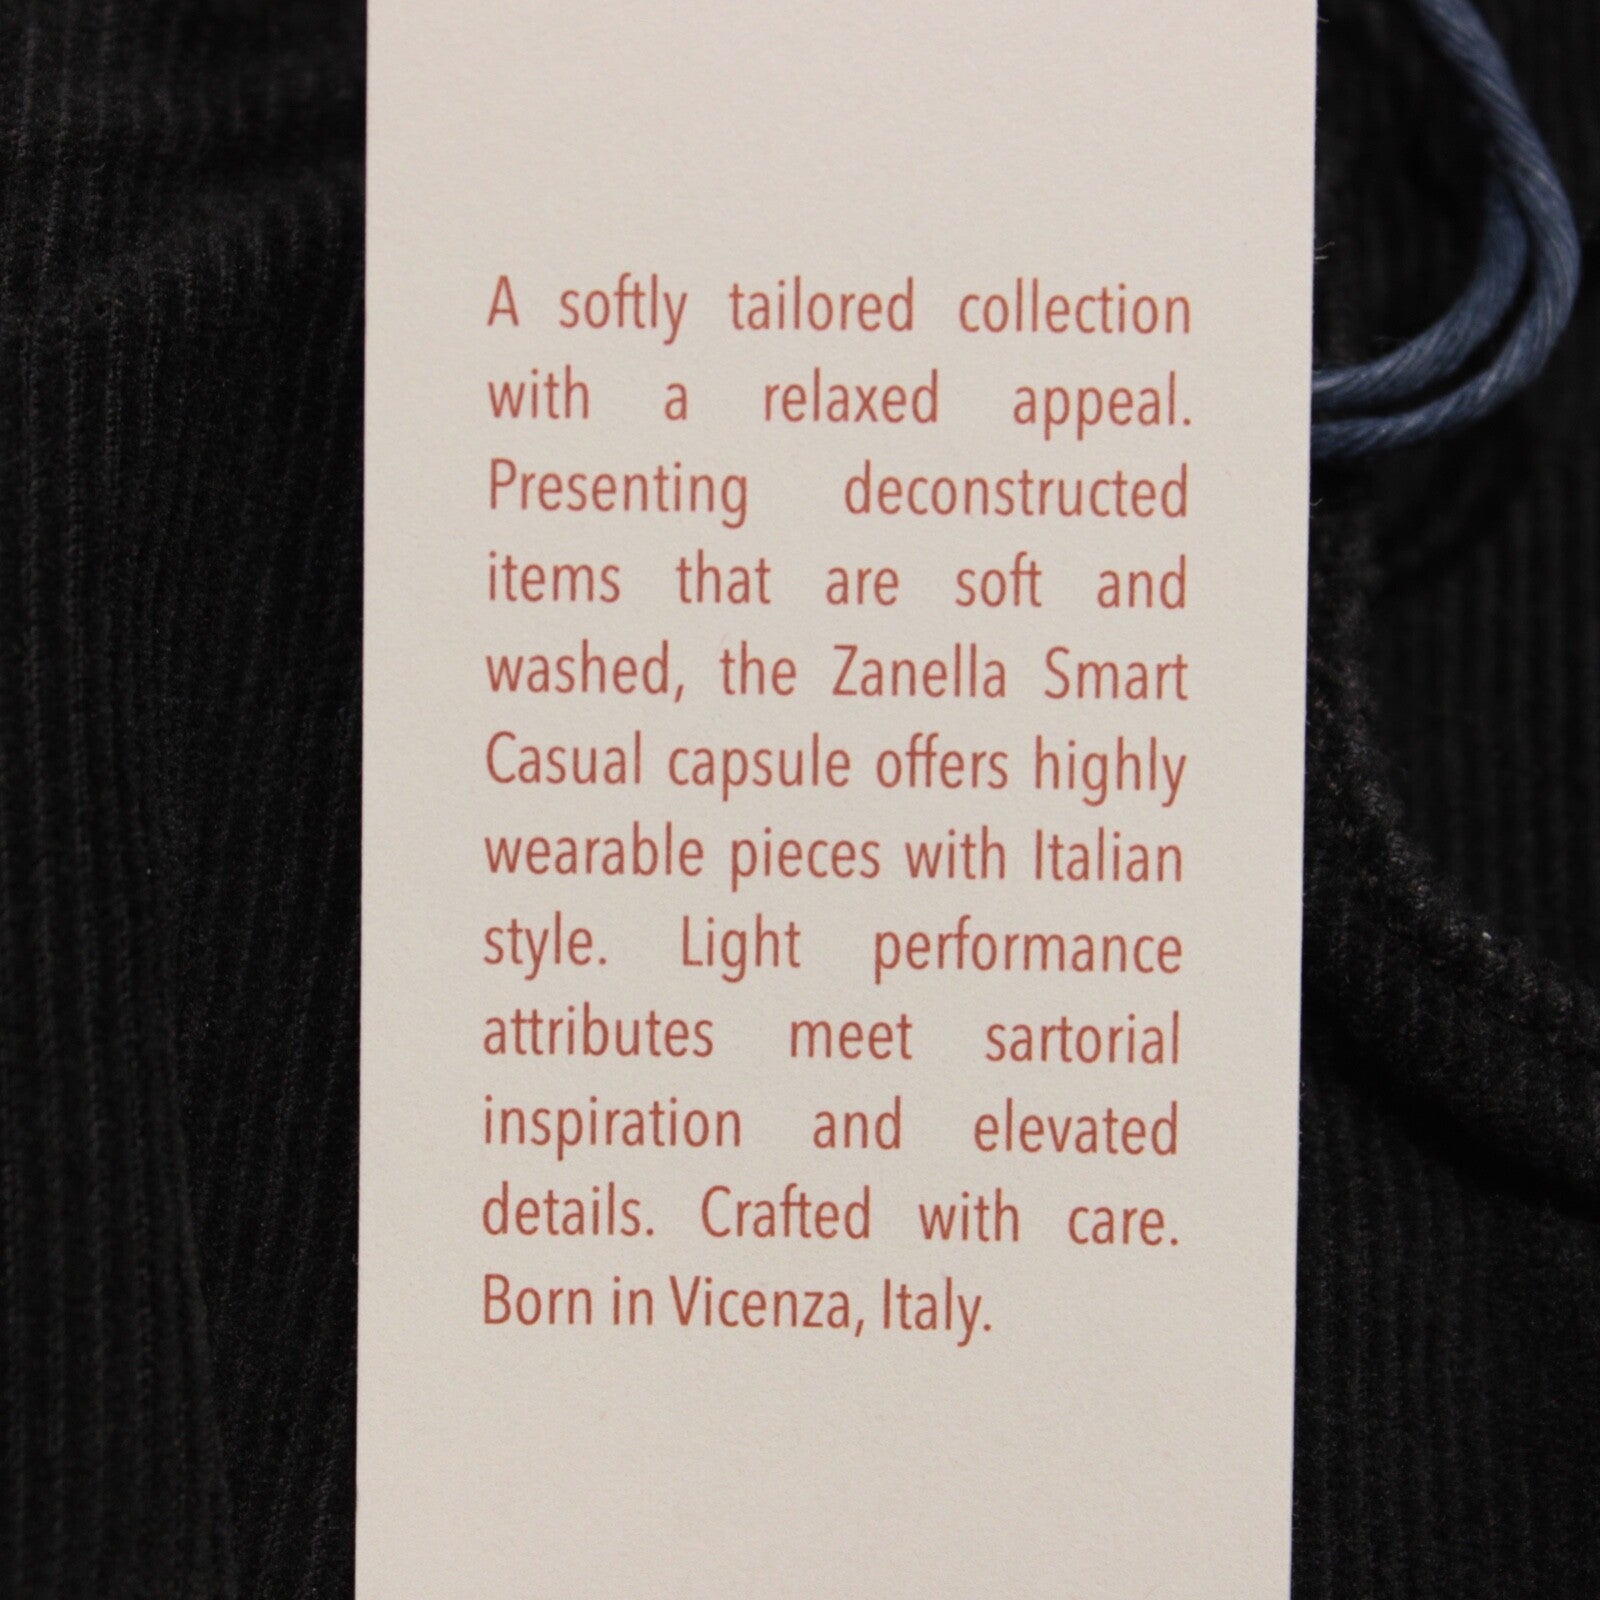 A softly tailored collection
with a relaxed appeal.
Presenting deconstructed
items that are soft and
washed, the Zanella Smart
Casual capsule offers highly
wearable pieces with Italian
style. Light performance
attributes meet sartorial
inspiration and elevated
details. Crafted with care.
Born in Vicenza, Italy.